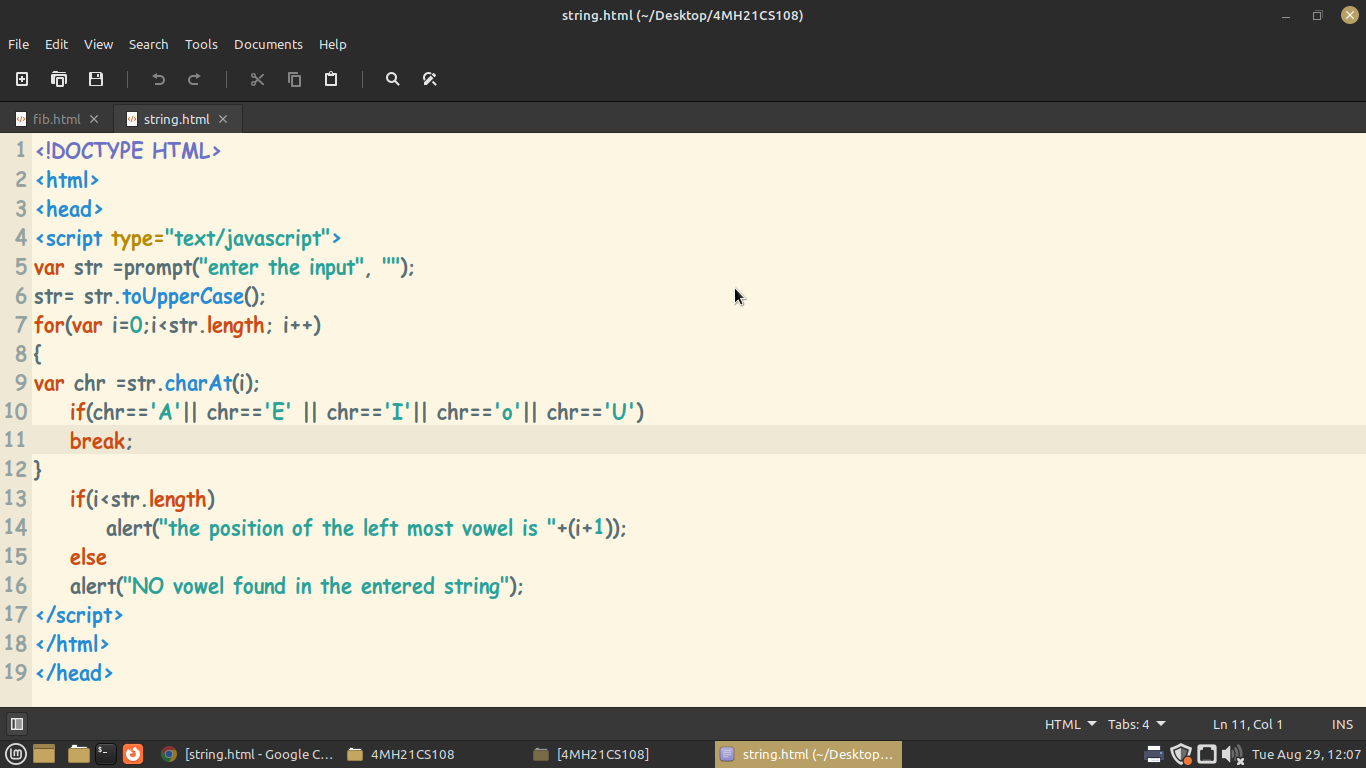 string.html (~/Desktop/4MH21CS108)
File Edit View Search Tools Documents Help
fib.html string.html
1 <!DOCTYPE HTML>
2 <html>
3 <head>
4 <script type="text/javascript">
5 var str =prompt("enter the input", "");
6 str= str.toUpperCase();
7 for(var i=0;i<str.length; i++)
8 {
9 var chr =str.charAt(i);
10 if(chr=='A'|| chr=='E' || chr=='I'|| chr=='o'|| chr=='U')
11 break;
12 }
13 if(i<str.length)
14 alert("the position of the left most vowel is "+(i+1));
15 else
16 alert("NO vowel found in the entered string");
17 </script>
18 </html>
19 </head>
HTML Tabs: 4 Ln 11, Col 1 INS
[string.html - Google C... 4MH21CS108 [4MH21CS108] string.html (~/Desktop... Tue Aug 29, 12:07